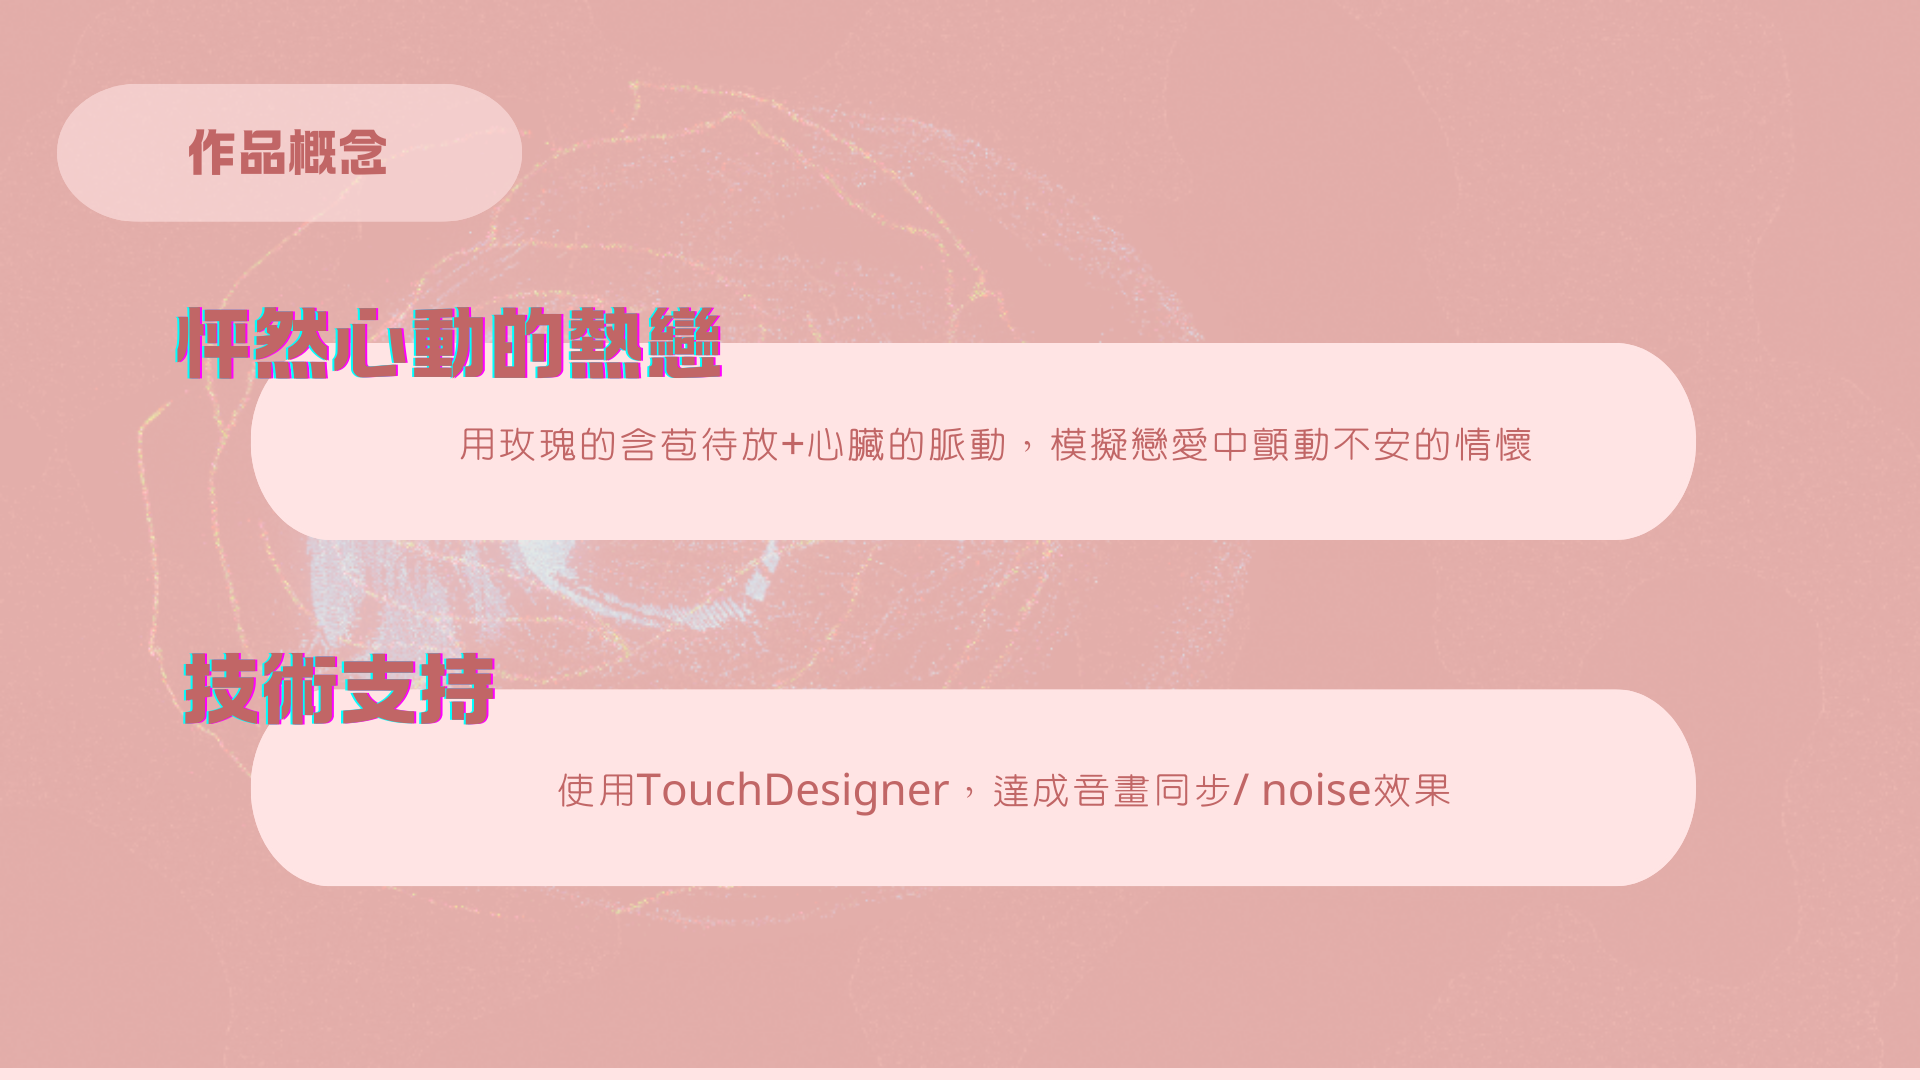 作品概念
怦然心動的熱戀
用玫瑰的含苞待放+心臟的脈動，模擬戀愛中顫動不安的情懷
技術支持
使用TouchDesigner，達成音畫同步/ noise效果